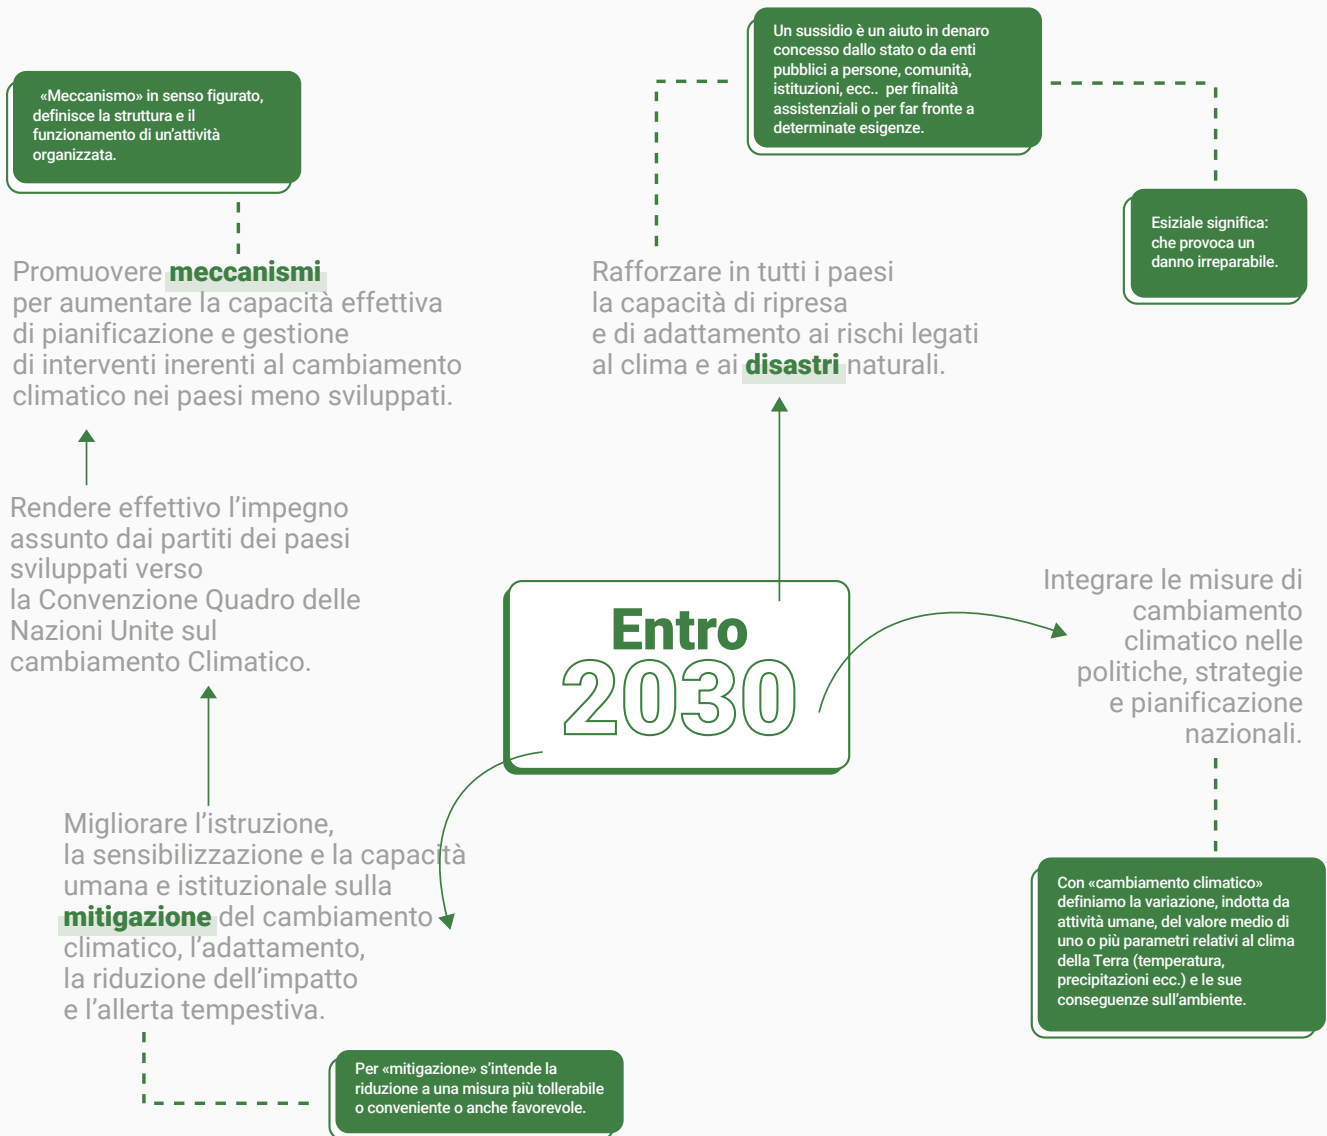 «Meccanismo» in senso figurato,
definisce la struttura e il
funzionamento di un'attività
organizzata.
Promuovere meccanismi
per aumentare la capacità effettiva
di pianificazione e gestione
di interventi inerenti al cambiamento
climatico nei paesi meno sviluppati.
Rendere effettivo l'impegno
assunto dai partiti dei paesi
sviluppati verso
la Convenzione Quadro delle
Nazioni Unite sul
cambiamento Climatico.
Migliorare l'istruzione,
la sensibilizzazione e la capacità
umana e istituzionale sulla
mitigazione del cambiamento
climatico, l'adattamento,
la riduzione dell'impatto
e l'allerta tempestiva.
Per «mitigazione» s'intende la
riduzione a una misura più tollerabile
o conveniente o anche favorevole.
Un sussidio è un aiuto in denaro
concesso dallo stato o da enti
pubblici a persone, comunità,
istituzioni, ecc.. per finalità
assistenziali o per far fronte a
determinate esigenze.
Esiziale significa:
che provoca un
danno irreparabile.
Rafforzare in tutti i paesi
la capacità di ripresa
e di adattamento ai rischi legati
al clima e ai disastri naturali.
Entro
2030
Integrare le misure di
cambiamento
climatico nelle
politiche, strategie
e pianificazione
nazionali.
Con «cambiamento climatico»
definiamo la variazione, indotta da
attività umane, del valore medio di
uno o più parametri relativi al clima
della Terra (temperatura,
precipitazioni ecc.) e le sue
conseguenze sull'ambiente.